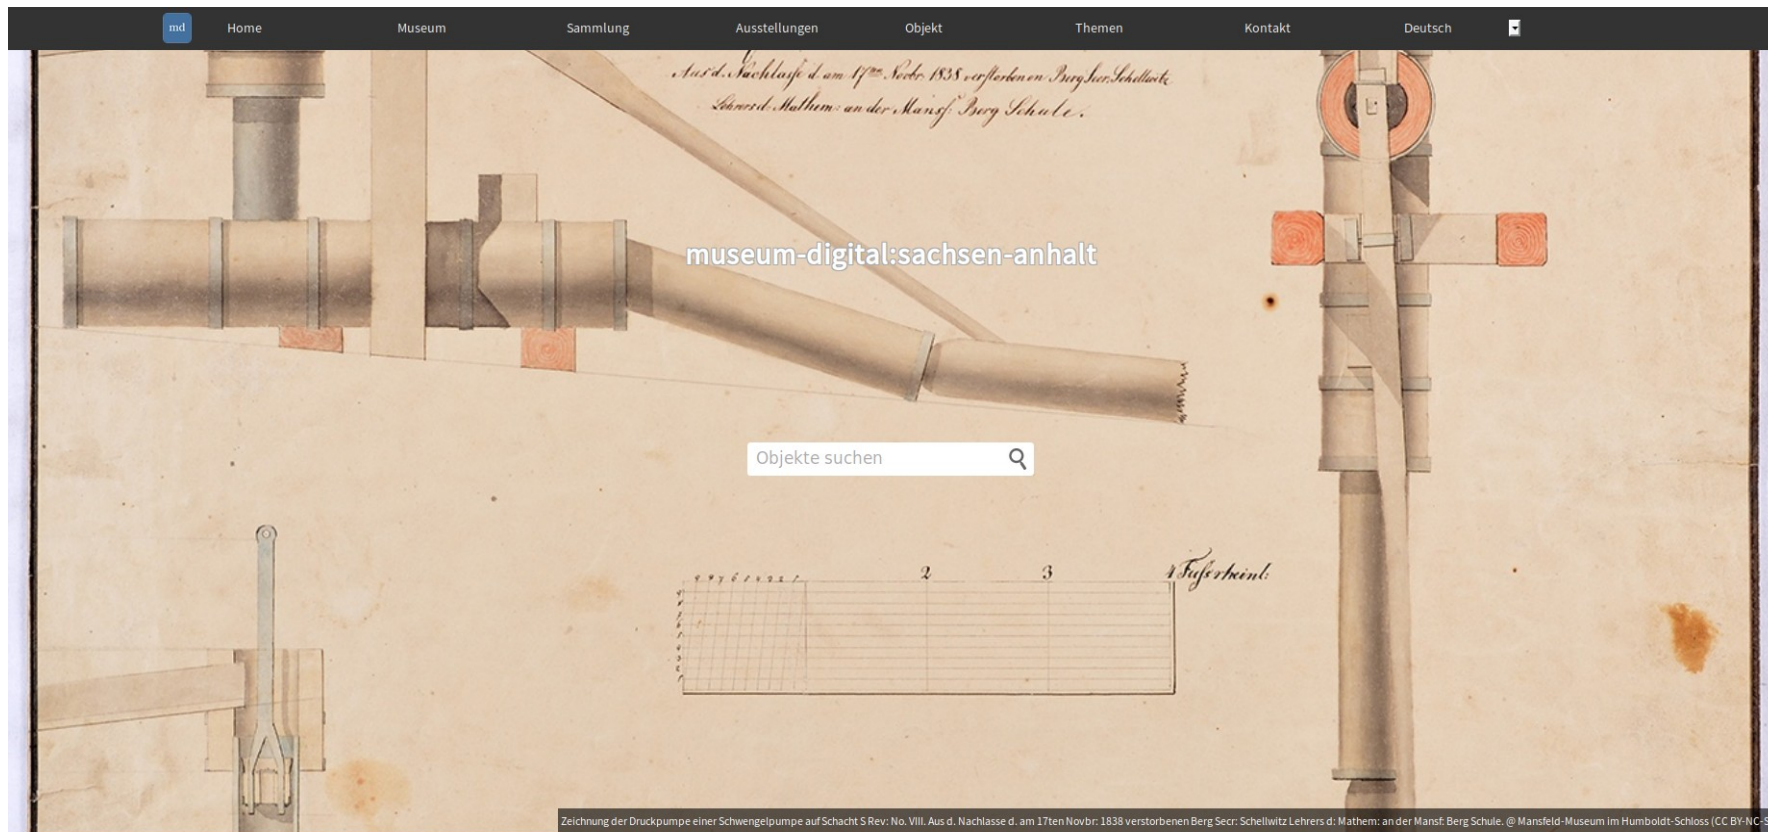 md Home Museum Sammlung Ausstellungen Objekt Themen Kontakt Deutsch
Aus d. Nachlasse d. am 17ten Novbr. 1838 verstorbenen Berg Secr. Schellwitz
Lehrers d. Mathem: an der Mansf: Berg Schule.
museum-digital:sachsen-anhalt
Objekte suchen
2 3 4 Fuss rheinl:
Zeichnung der Druckpumpe einer Schwengelpumpe auf Schacht S Rev: No. VIII. Aus d. Nachlasse d. am 17ten Novbr: 1838 verstorbenen Berg Secr: Schellwitz Lehrers d: Mathem: an der Mansf: Berg Schule. @ Mansfeld-Museum im Humboldt-Schloss (CC BY-NC-S